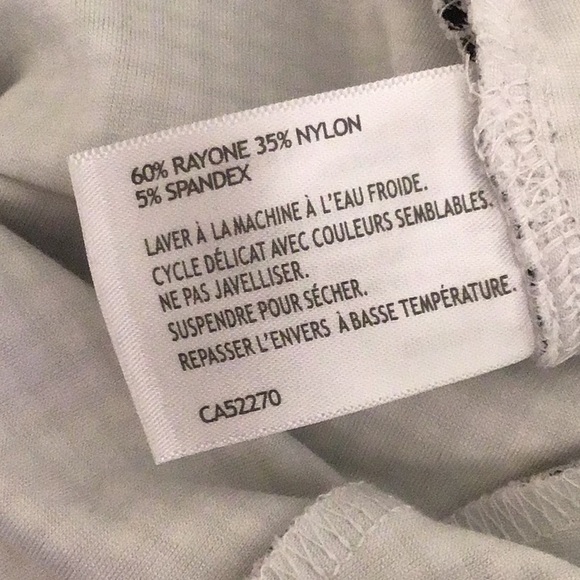 60% RAYONE 35% NYLON
5% SPANDEX
LAVER À LA MACHINE À L'EAU FROIDE.
CYCLE DÉLICAT AVEC COULEURS SEMBLABLES.
NE PAS JAVELLISER.
SUSPENDRE POUR SÉCHER.
REPASSER L'ENVERS À BASSE TEMPÉRATURE.
CA52270